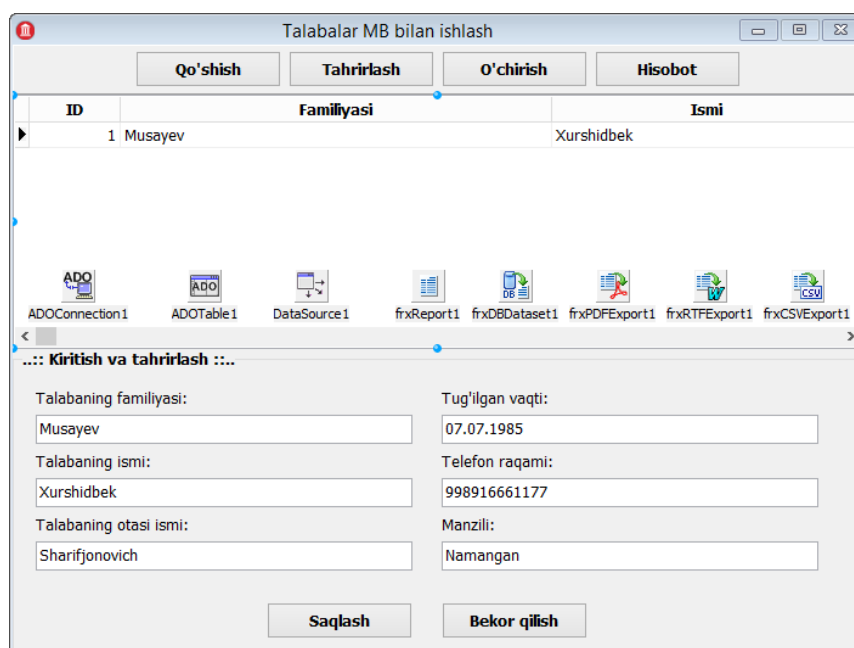 Talabalar MB bilan ishlash
Qo'shish Tahrirlash O'chirish Hisobot
ID Familiyasi Ismi
1 Musayev Xurshidbek
ADO ADO DB W CSV
ADOConnection1 ADOTable1 DataSource1 frxReport1 frxDBDataset1 frxPDFExport1 frxRTFExport1 frxCSVExport1
..:: Kiritish va tahrirlash ::..
Talabaning familiyasi: Tug'ilgan vaqti:
Musayev 07.07.1985
Talabaning ismi: Telefon raqami:
Xurshidbek 998916661177
Talabaning otasi ismi: Manzili:
Sharifjonovich Namangan
Saqlash Bekor qilish